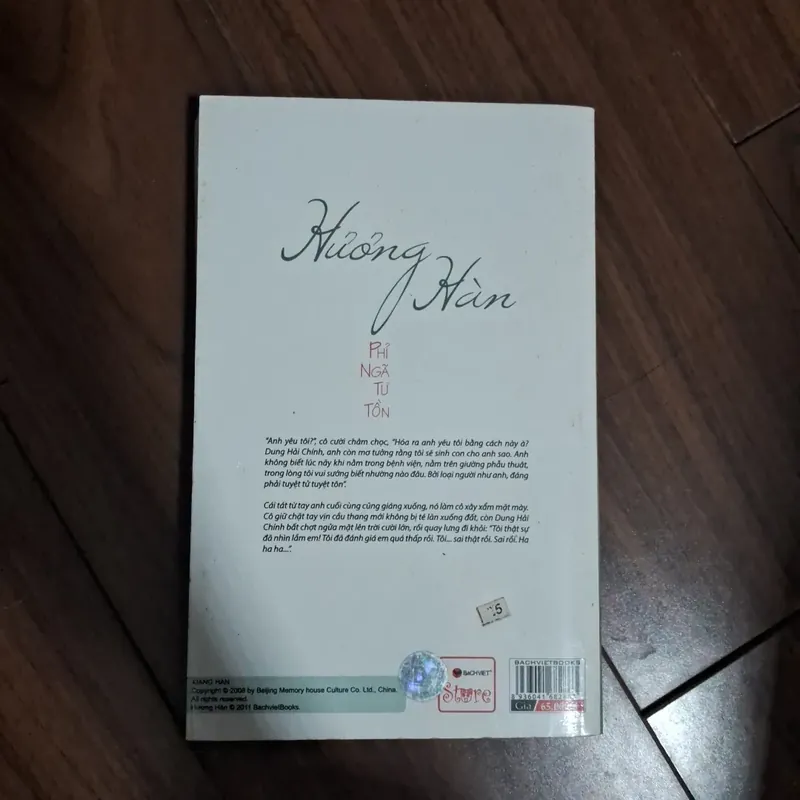 Hương
Hàn
PHỈ
NGÃ
TƯ
TỒN
"Anh yêu tôi?", cô cười châm chọc, "Hóa ra anh yêu tôi bằng cách này à?
Dung Hải Chính, anh còn mơ tưởng rằng tôi sẽ sinh con cho anh sao. Anh
không biết lúc này khi nằm trong bệnh viện, nằm trên giường phẫu thuật,
trong lòng tôi vui sướng biết nhường nào đâu. Bởi loại người như anh, đáng
phải tuyệt tử tuyệt tôn".
Cái tát từ tay anh cuối cùng cũng giáng xuống, nó làm cô xây xẩm mặt mày.
Cô giữ chặt tay vịn cầu thang mới không bị té lăn xuống đất, còn Dung Hải
Chính bất chợt ngửa mặt lên trời cười lớn, rồi quay lưng đi khỏi: "Tôi thật sự
đã nhìn lầm em! Tôi đã đánh giá em quá thấp rồi. Tôi... sai thật rồi. Sai rồi. Ha
ha ha...".
XIANG HAN
Copyright © 2008 by Beijing Memory house Culture Co. Ltd., China.
All rights reserved.
Hương Hàn © 2011 BachvietBooks.
BACHVIET
Store
BACHVIETBOOKS
Giá